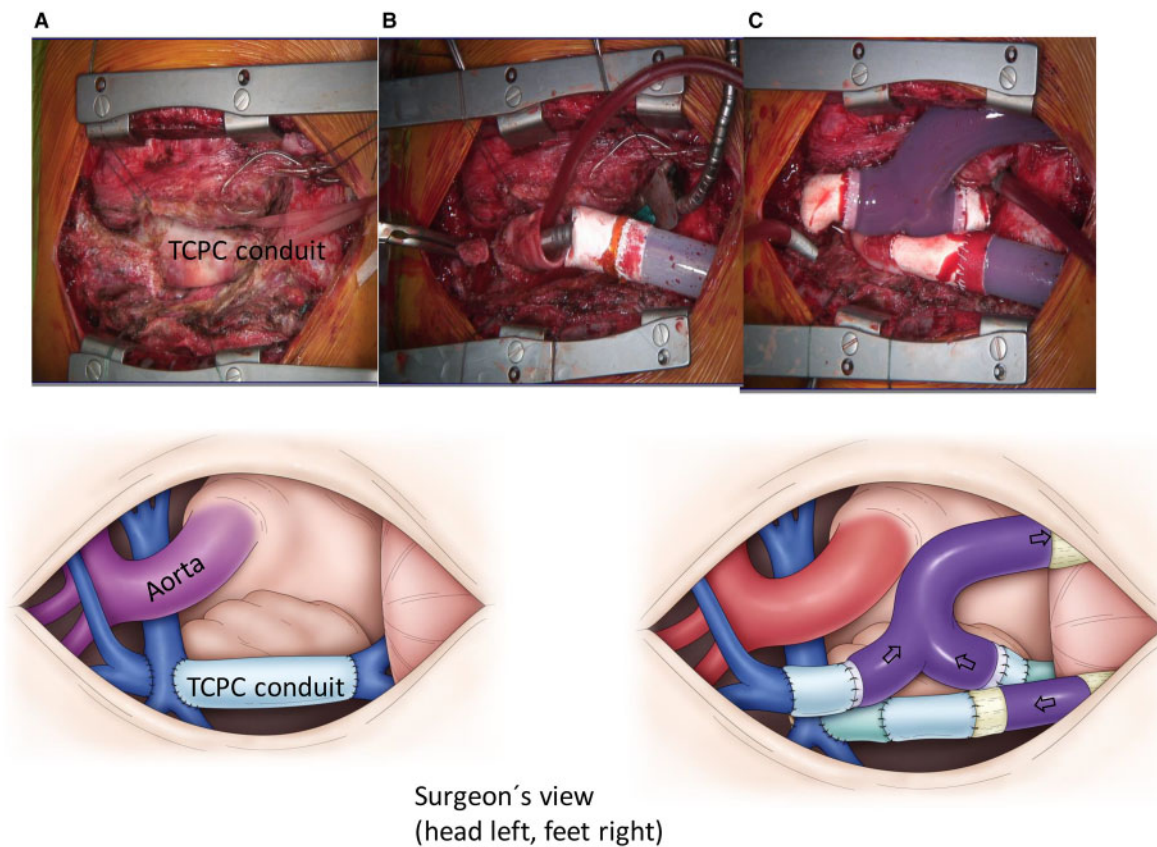 A
B
C
TCPC conduit
Aorta
TCPC conduit
Surgeon´s view
(head left, feet right)